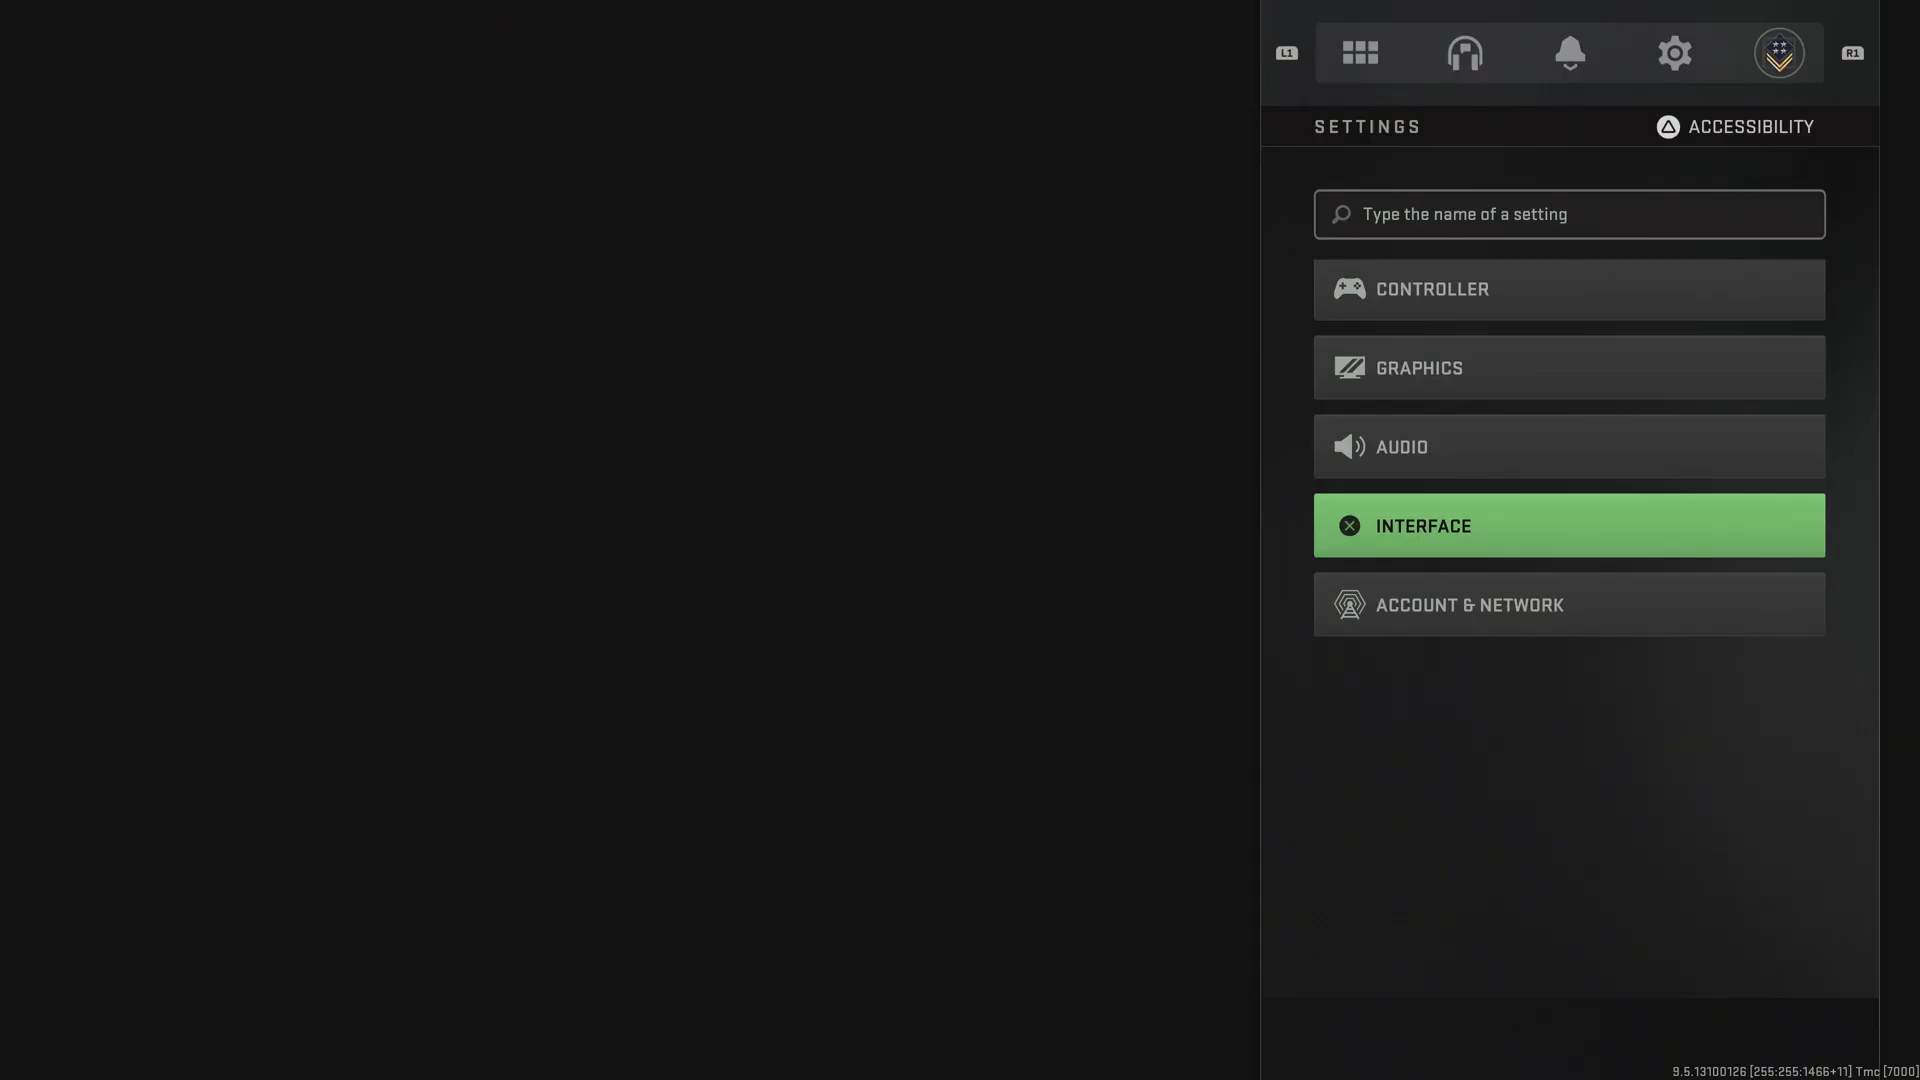 L1
R1
SETTINGS
ACCESSIBILITY
Type the name of a setting
CONTROLLER
GRAPHICS
AUDIO
INTERFACE
ACCOUNT & NETWORK
9.5.13100126 [255:255:1466+11] Tmc [7000]